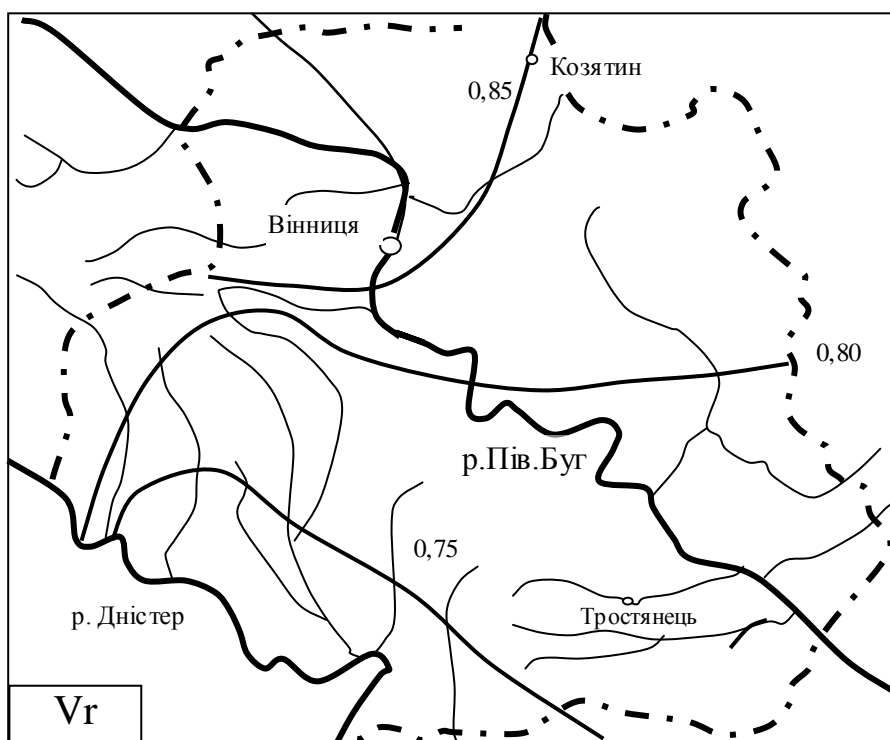 Козятин
0,85
Вінниця
0,80
р.Пів.Буг
0,75
р. Дністер
Тростянець
Vr